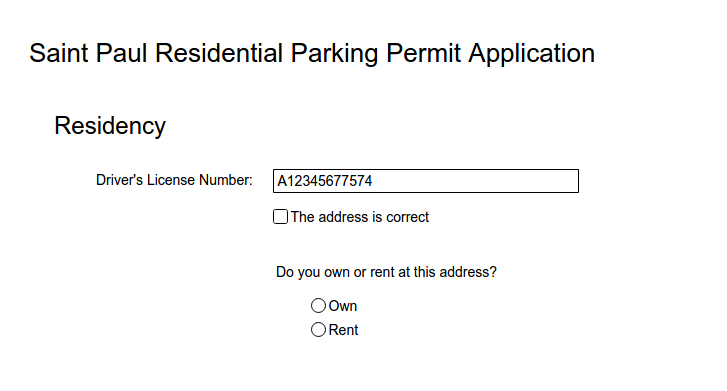 Saint Paul Residential Parking Permit Application
Residency
Driver's License Number: A12345677574
The address is correct
Do you own or rent at this address?
Own
Rent